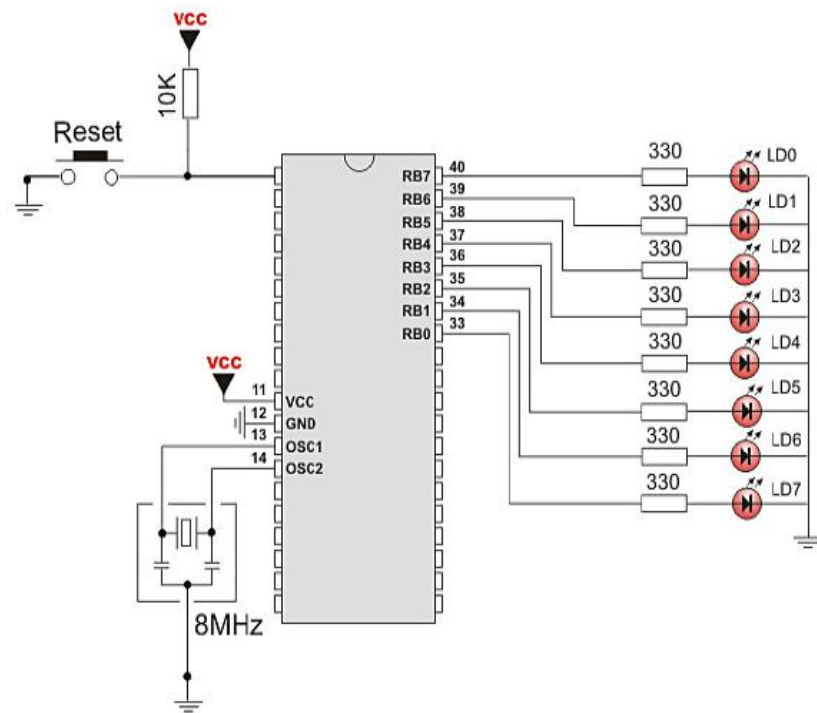 vcc
10K
Reset
330 LD0
RB7 40
RB6 39
330 LD1
RB5 38
330 LD2
RB4 37
330 LD3
RB3 36
330 LD4
RB2 35
330 LD5
RB1 34
330 LD6
RB0 33
330 LD7
vcc
11 VCC
12 GND
13 OSC1
14 OSC2
8MHz